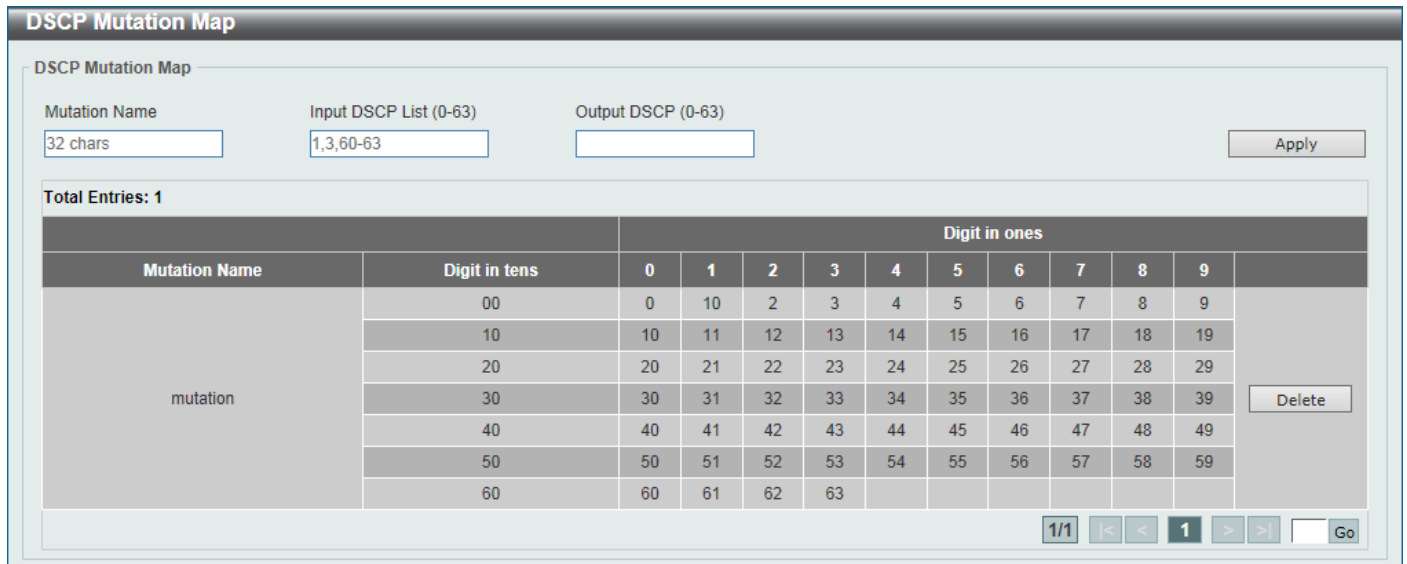 DSCP Mutation Map
DSCP Mutation Map
Mutation Name Input DSCP List (0-63) Output DSCP (0-63)
32 chars 1,3,60-63 Apply
Total Entries: 1
Digit in ones
Mutation Name Digit in tens 0 1 2 3 4 5 6 7 8 9
00 0 10 2 3 4 5 6 7 8 9
10 10 11 12 13 14 15 16 17 18 19
20 20 21 22 23 24 25 26 27 28 29
mutation 30 30 31 32 33 34 35 36 37 38 39 Delete
40 40 41 42 43 44 45 46 47 48 49
50 50 51 52 53 54 55 56 57 58 59
60 60 61 62 63
1/1 |< < 1 > >| Go